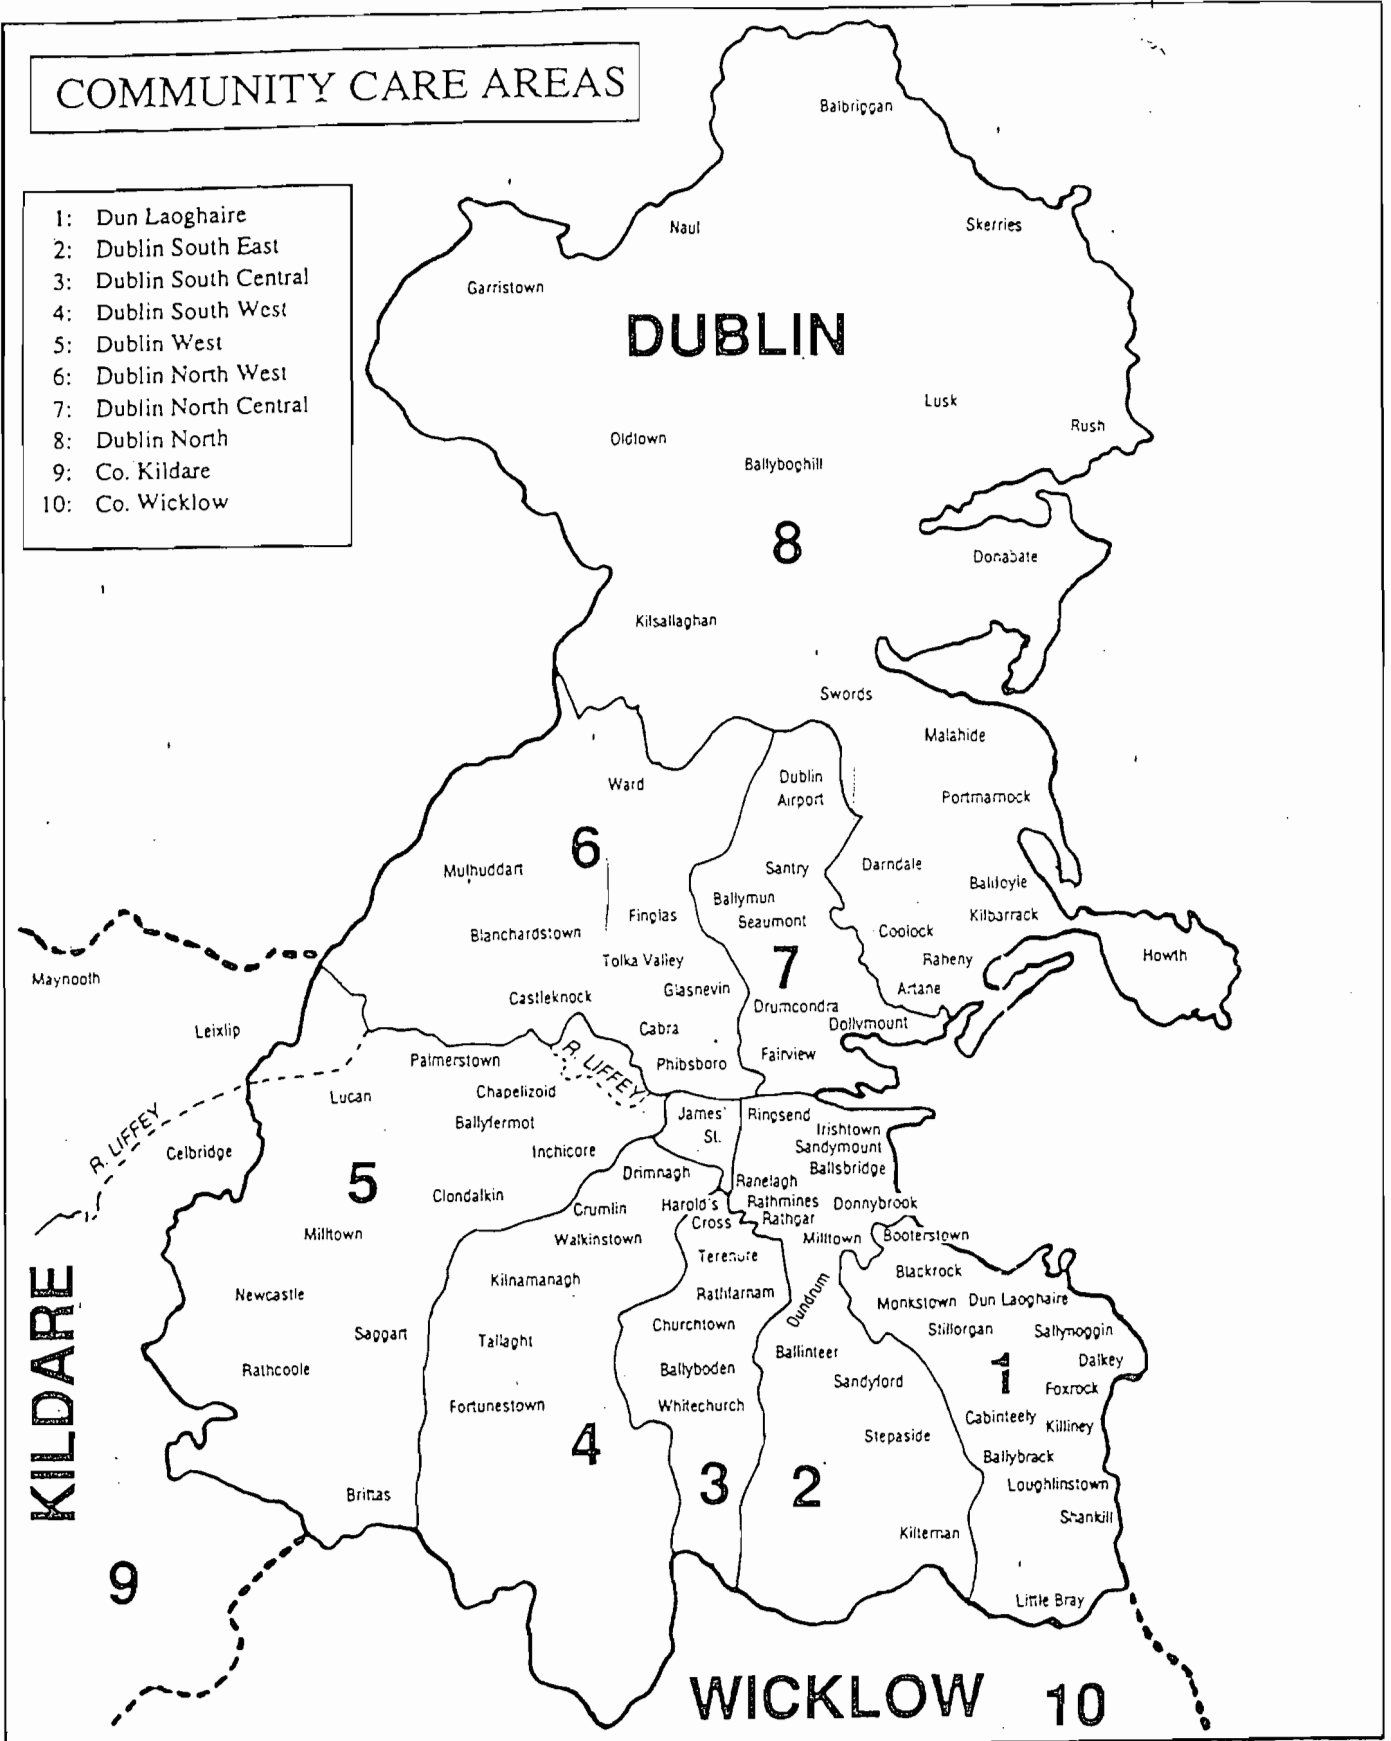 COMMUNITY CARE AREAS
1: Dun Laoghaire
2: Dublin South East
3: Dublin South Central
4: Dublin South West
5: Dublin West
6: Dublin North West
7: Dublin North Central
8: Dublin North
9: Co. Kildare
10: Co. Wicklow
Balbriggan
Naul
Skerries
Garristown
DUBLIN
Lusk
Rush
Oldtown
Ballyboghill
8
Donabate
Kilsallaghan
Swords
Malahide
Ward
Dublin
Airport
Portmarnock
6
Mulhuddart
Santry
Darndale
Baldoyle
Ballymun
Finglas
Seaumont
Kilbarrack
Blanchardstown
Coolock
Tolka Valley
7
Raheny
Howth
Maynooth
Glasnevin
Artane
Castleknock
Drumcondra
Leixlip
Cabra
Dollymount
R. LIFFEY
Palmerstown
Phibsboro
Fairview
Lucan
Chapelizoid
James'
St.
Ringsend
R. LIFFEY
Ballyfermot
Irishtown
Sandymount
Celbridge
Inchicore
Ballsbridge
5
Drimnagh
Ranelagh
Clondalkin
Crumlin
Harold's
Cross
Rathmines
Donnybrook
Rathgar
Milltown
Walkinstown
Milltown
Booterstown
Terenure
Kilnamanagh
Blackrock
Newcastle
Rathfarnam
Dundrum
Monkstown
Dun Laoghaire
KILDARE
Saggart
Tallaght
Churchtown
Stillorgan
Sallynoggin
Rathcoole
Ballyboden
Ballinteer
1
Dalkey
Sandyford
Foxrock
Fortunestown
Whitechurch
Cabinteely
Killiney
4
Stepaside
Ballybrack
3
2
Loughlinstown
Brittas
Shankill
Kilternan
9
Little Bray
WICKLOW
10